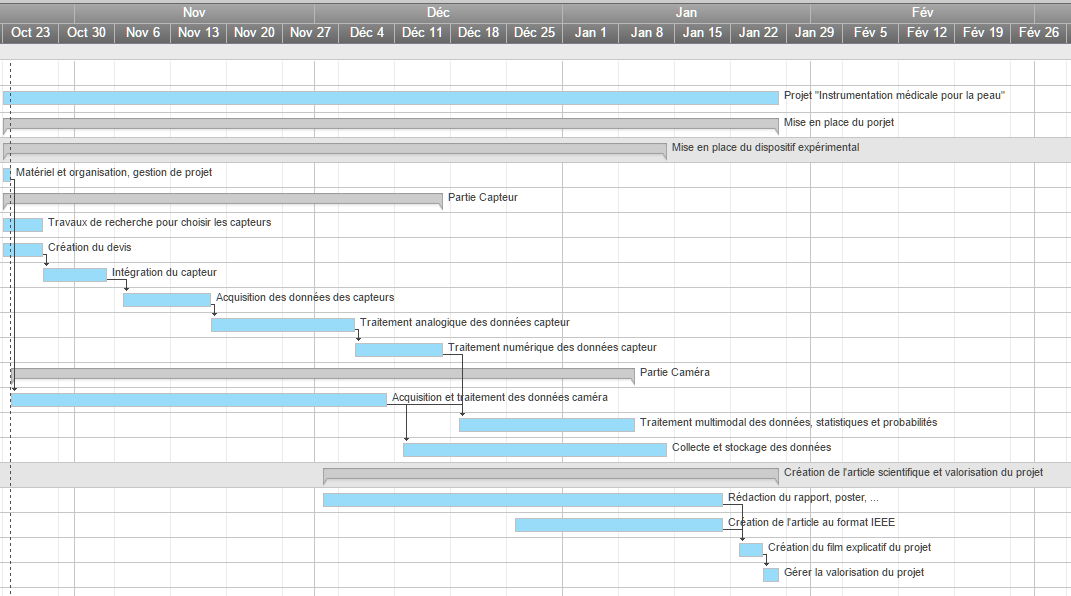 Nov Déc Jan Fév
Oct 23 Oct 30 Nov 6 Nov 13 Nov 20 Nov 27 Déc 4 Déc 11 Déc 18 Déc 25 Jan 1 Jan 8 Jan 15 Jan 22 Jan 29 Fév 5 Fév 12 Fév 19 Fév 26
Projet "Instrumentation médicale pour la peau"
Mise en place du porjet
Mise en place du dispositif expérimental
Matériel et organisation, gestion de projet
Partie Capteur
Travaux de recherche pour choisir les capteurs
Création du devis
Intégration du capteur
Acquisition des données des capteurs
Traitement analogique des données capteur
Traitement numérique des données capteur
Partie Caméra
Acquisition et traitement des données caméra
Traitement multimodal des données, statistiques et probabilités
Collecte et stockage des données
Création de l'article scientifique et valorisation du projet
Rédaction du rapport, poster, ...
Création de l'article au format IEEE
Création du film explicatif du projet
Gérer la valorisation du projet